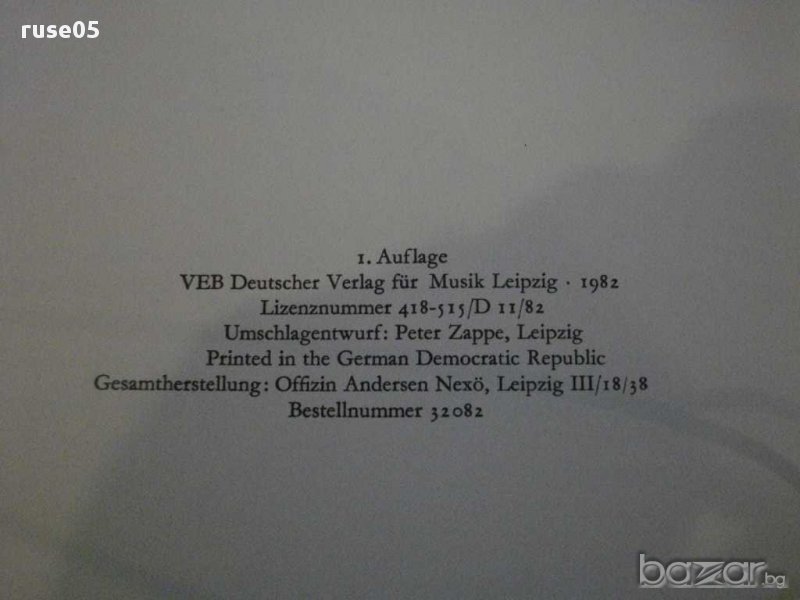 ruse05
1. Auflage
VEB Deutscher Verlag für Musik Leipzig · 1982
Lizenznummer 418-515/D 11/82
Umschlagentwurf: Peter Zappe, Leipzig
Printed in the German Democratic Republic
Gesamtherstellung: Offizin Andersen Nexö, Leipzig III/18/38
Bestellnummer 32082
bazar.bg